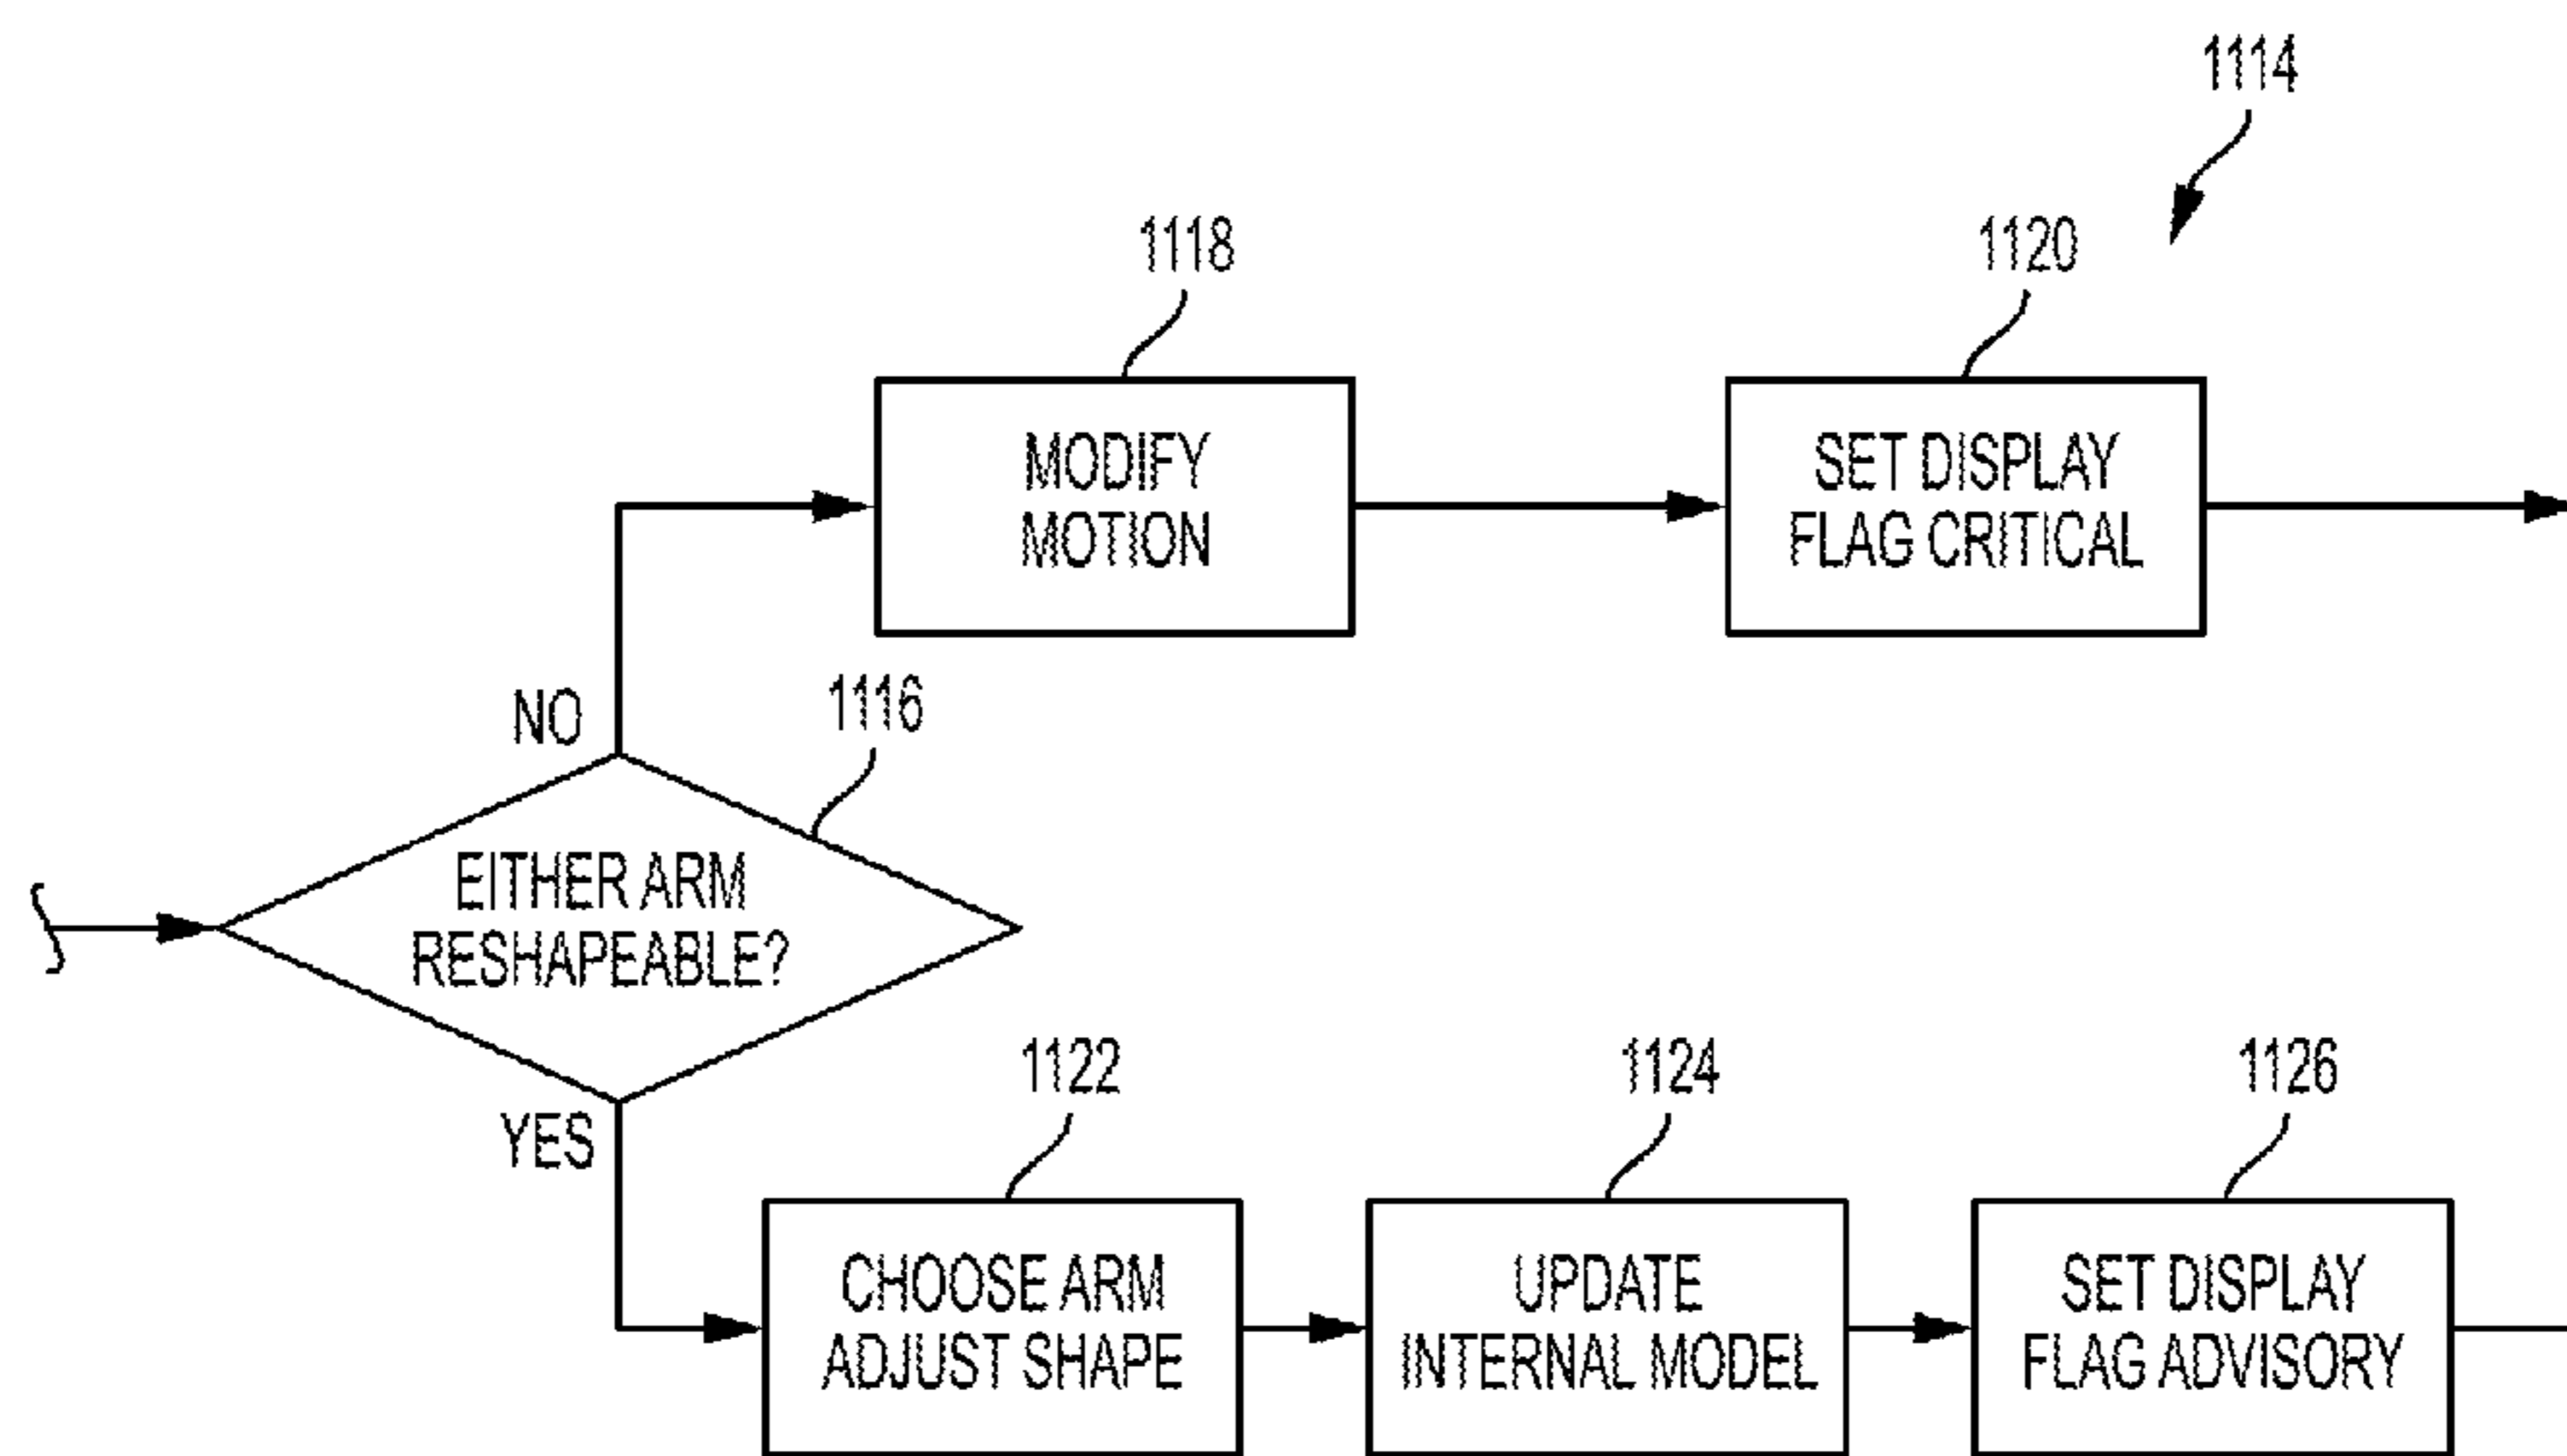 1114
1118
1120
MODIFY
MOTION
SET DISPLAY
FLAG CRITICAL
NO
1116
EITHER ARM
RESHAPEABLE?
YES
1122
1124
1126
CHOOSE ARM
ADJUST SHAPE
UPDATE
INTERNAL MODEL
SET DISPLAY
FLAG ADVISORY